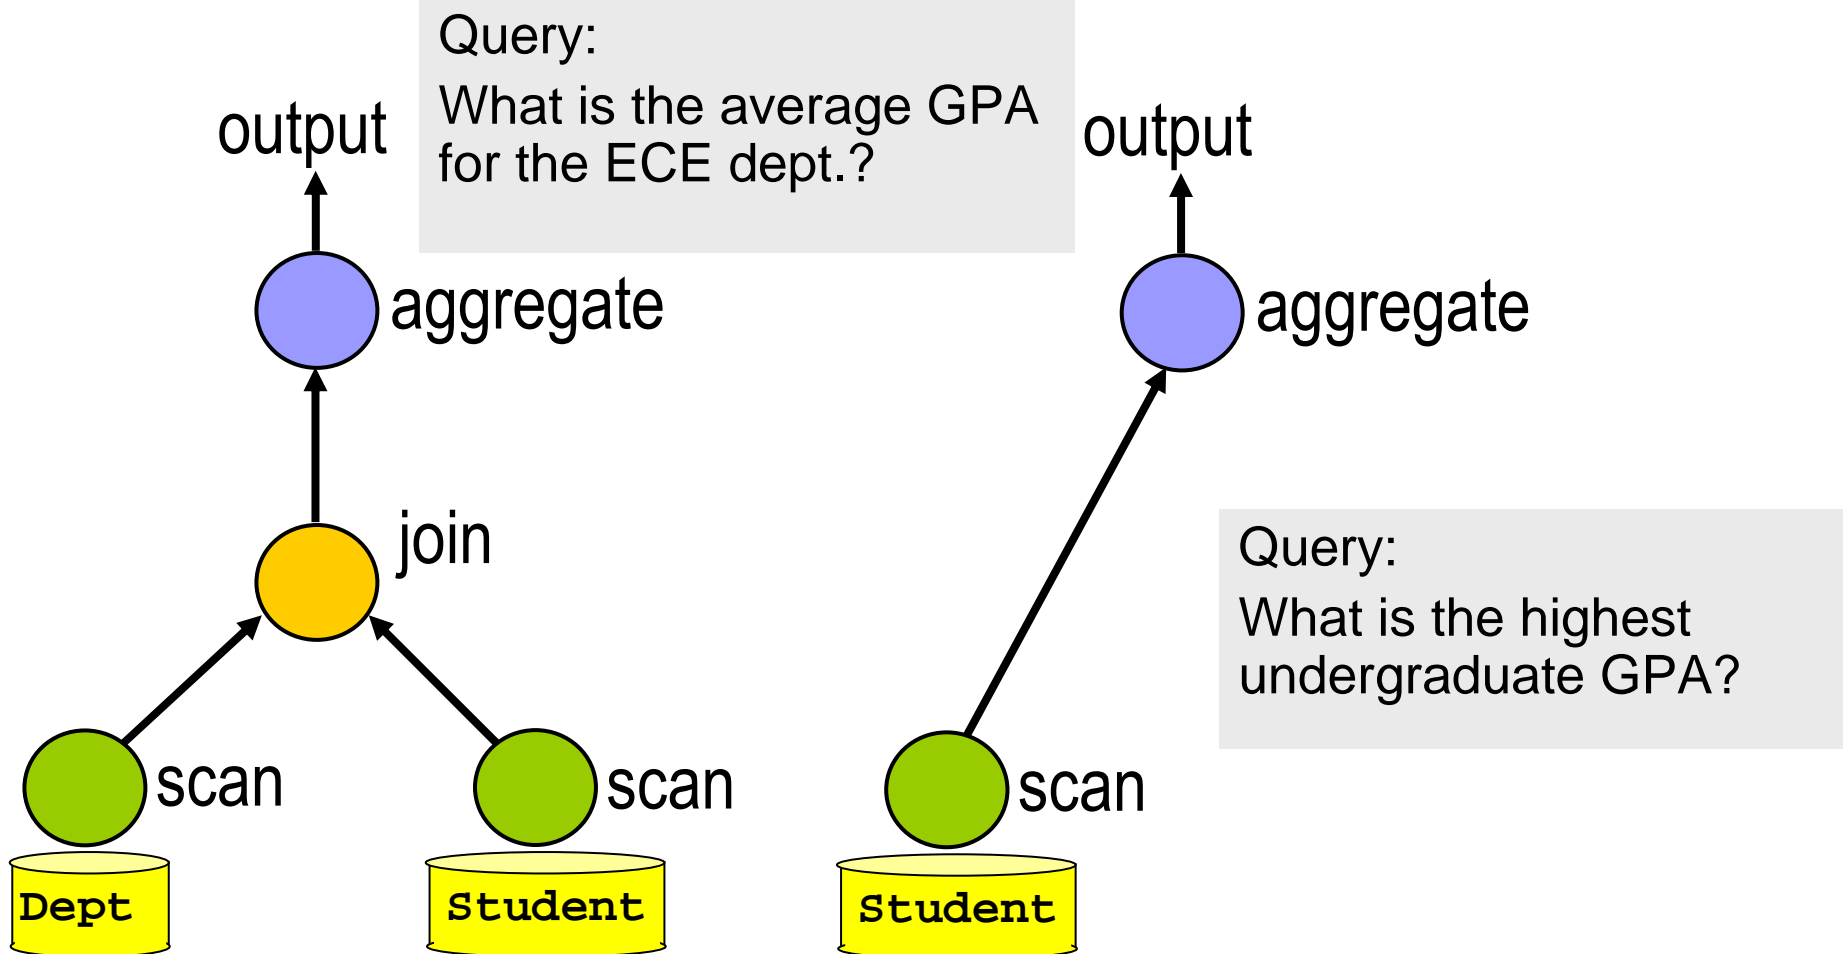 Query:
What is the average GPA
for the ECE dept.?
output
output
aggregate
aggregate
join
Query:
What is the highest
undergraduate GPA?
scan
scan
scan
Dept
Student
Student